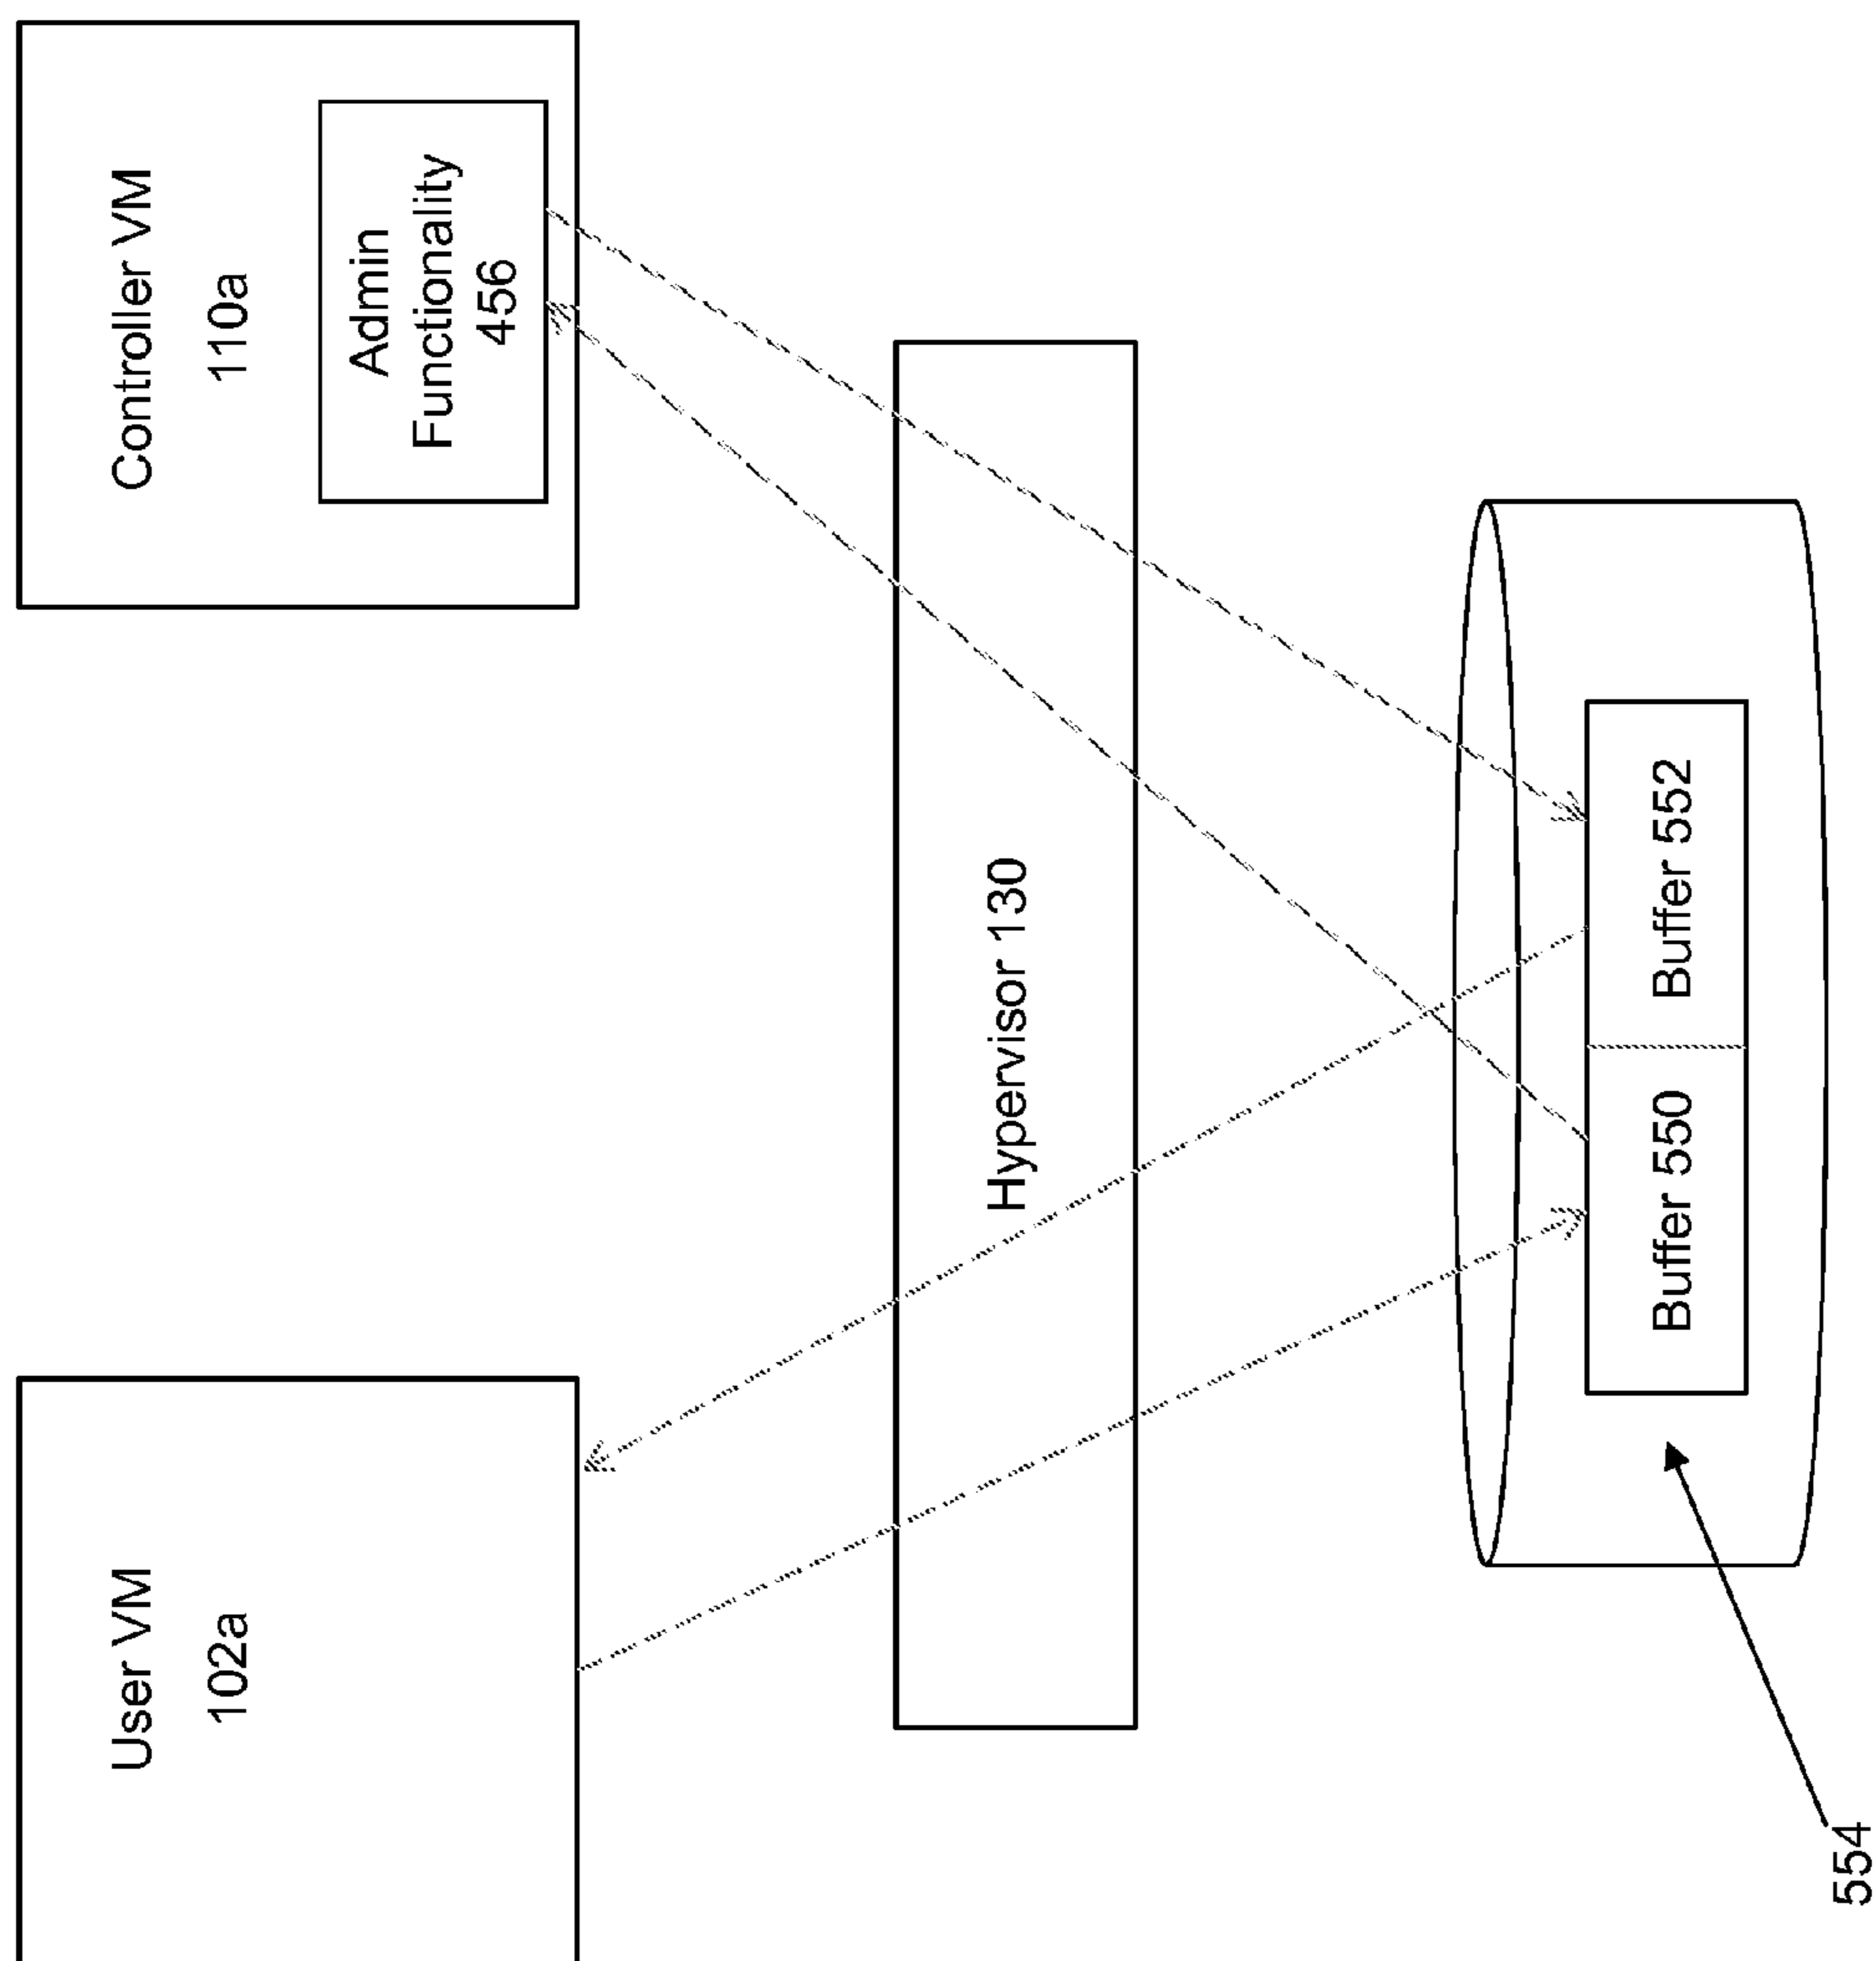 User VM
102a
Controller VM
110a
Admin
Functionality
456
Hypervisor 130
Buffer 550
Buffer 552
554